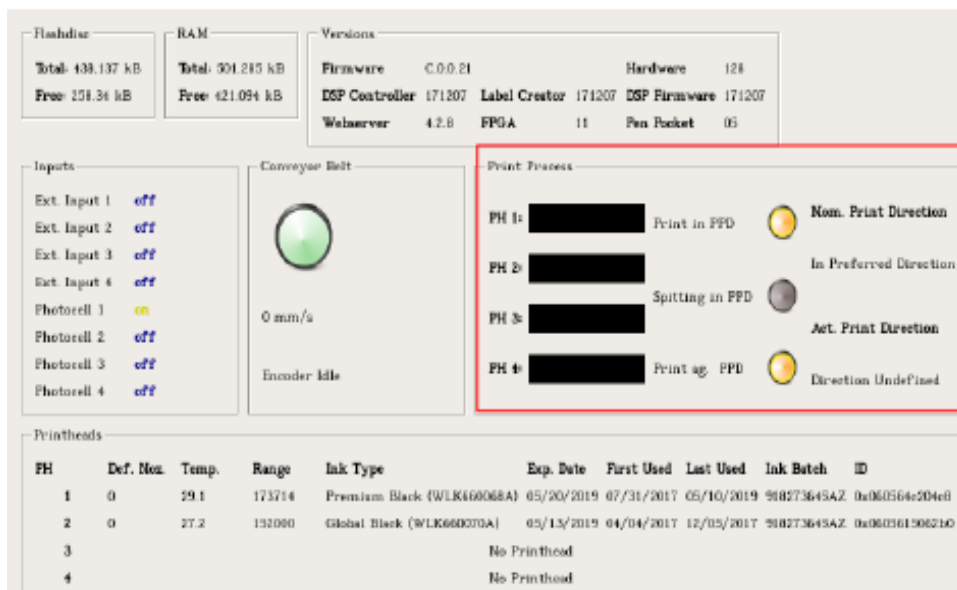 Flashdisc
Total: 438.137 kB
Free: 258.34 kB
RAM
Total: 504.285 kB
Free: 421.094 kB
Versions
Firmware C.0.0.21 Hardware 128
DSP Controller 171207 Label Creator 171207 DSP Firmware 171207
Webserver 4.2.8 FPGA 11 Pen Pocket 05
Inputs
Ext. Input 1 off
Ext. Input 2 off
Ext. Input 3 off
Ext. Input 4 off
Photocell 1 on
Photocell 2 off
Photocell 3 off
Photocell 4 off
Conveyor Belt
0 mm/s
Encoder Idle
Print Process
PH 1:
PH 2:
PH 3:
PH 4:
Print in PPD
Spitting in PPD
Print ag. PPD
Nom. Print Direction
In Preferred Direction
Act. Print Direction
Direction Undefined
Printheads
PH Def. Noz. Temp. Range Ink Type Exp. Date First Used Last Used Ink Batch ID
1 0 29.1 173714 Premium Black (WLK660068A) 05/20/2019 07/31/2017 05/10/2019 918273645AZ
2 0 27.2 152000 Global Black (WLK660070A) 05/13/2019 04/04/2017 12/05/2017 918273645AZ
3 No Printhead
4 No Printhead